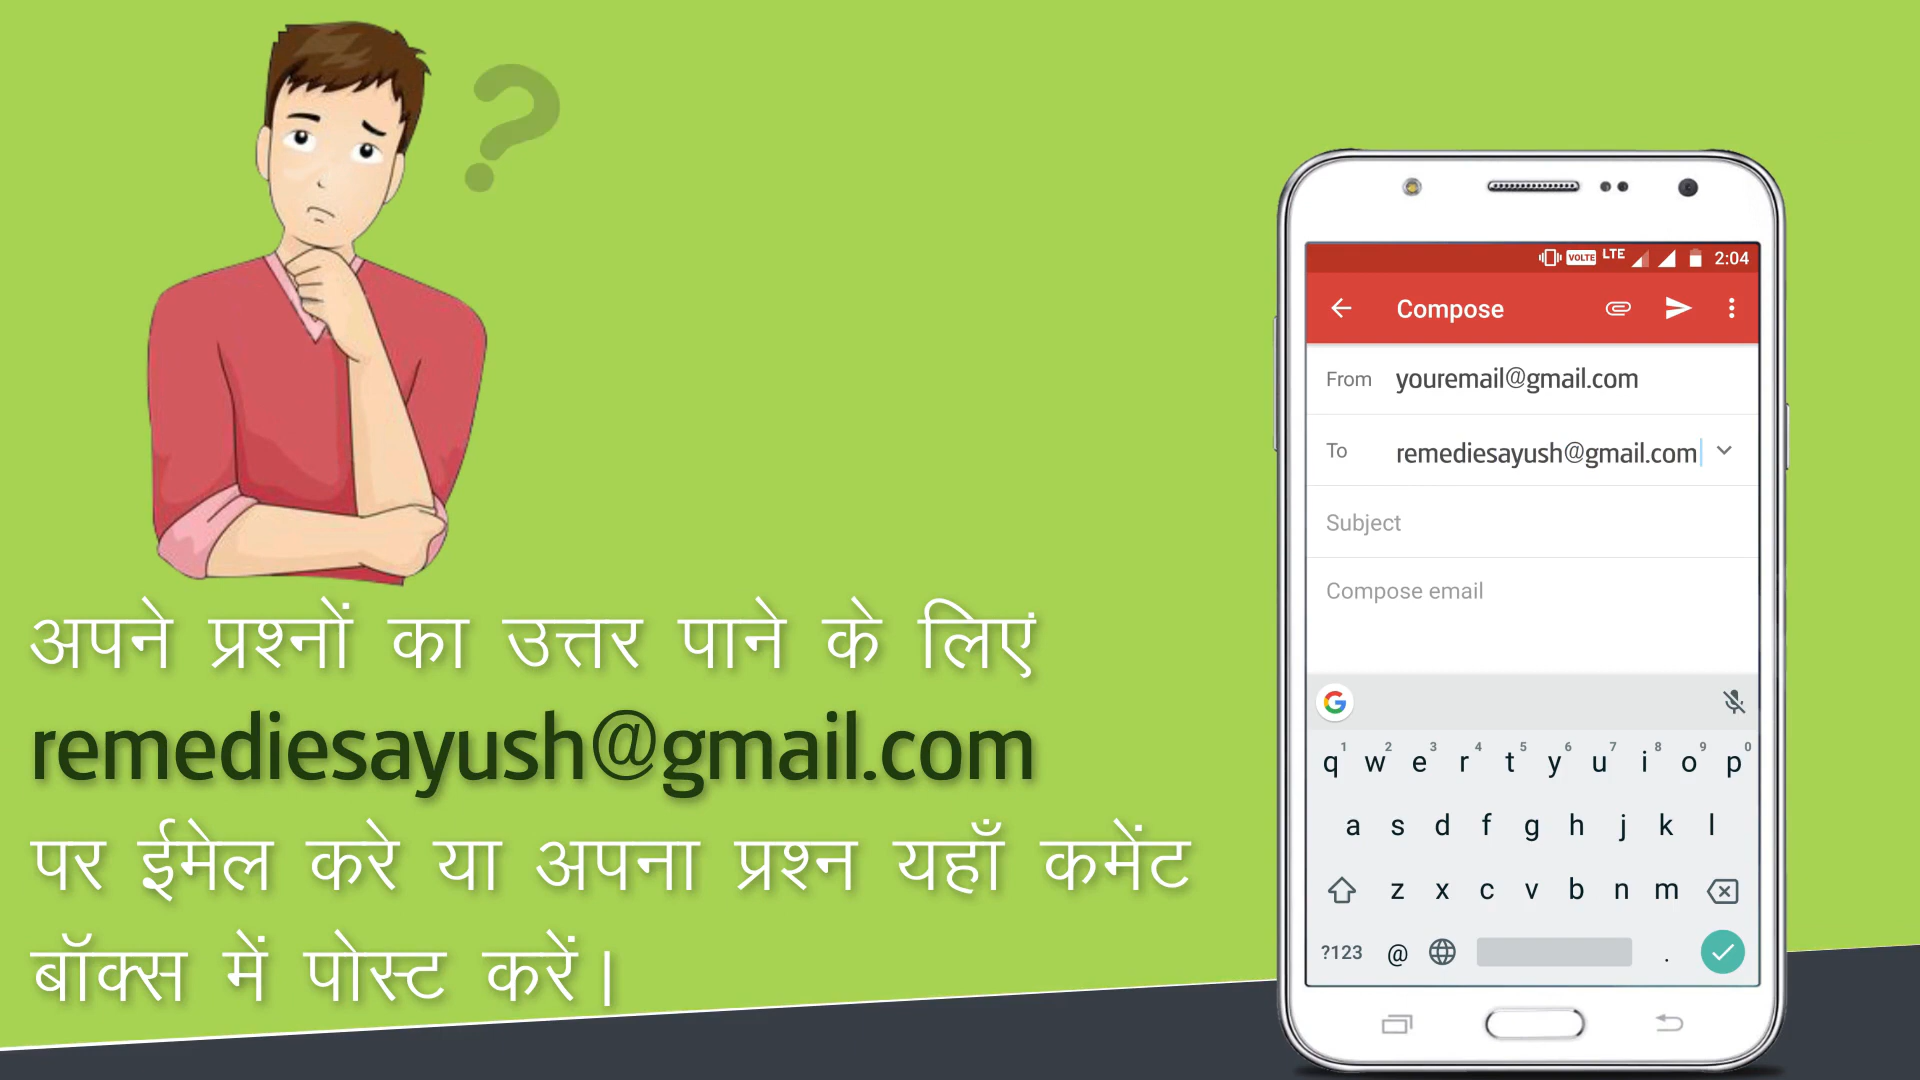 ?
अपने प्रश्नों का उत्तर पाने के लिएं
remediesayush@gmail.com
पर ईमेल करे या अपना प्रश्न यहाँ कमेंट
बॉक्स में पोस्ट करें|
VOLTE LTE 2:04
Compose
From youremail@gmail.com
To remediesayush@gmail.com
Subject
Compose email
G
1 2 3 4 5 6 7 8 9 0
q w e r t y u i o p
a s d f g h j k l
z x c v b n m
?123 @ .